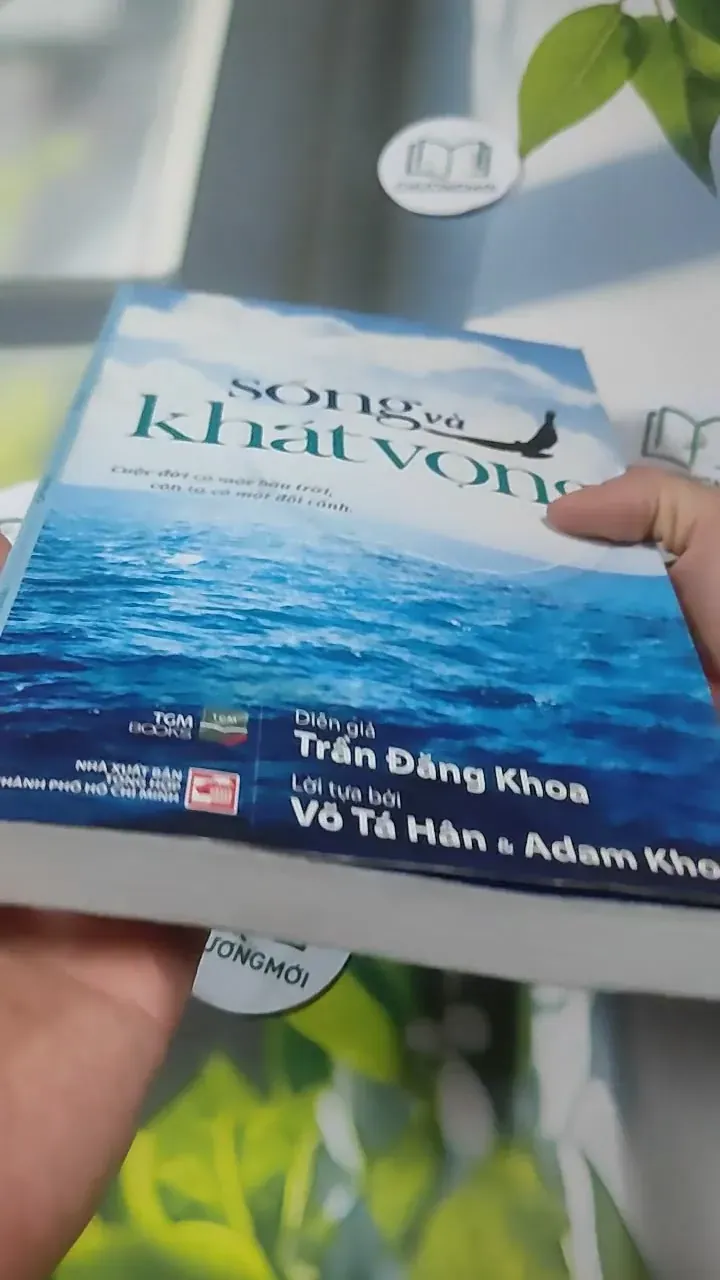 sống và
khát vọng
Cuộc đời có một bầu trời,
còn ta có một đôi cánh.
TGM
BOOKS
TGM
NHÀ XUẤT BẢN
TỔNG HỢP
THÀNH PHỐ HỒ CHÍ MINH
Diễn giả
Trần Đăng Khoa
Lời tựa bởi
Võ Tá Hân & Adam Kho
ƯƠNGMỚI